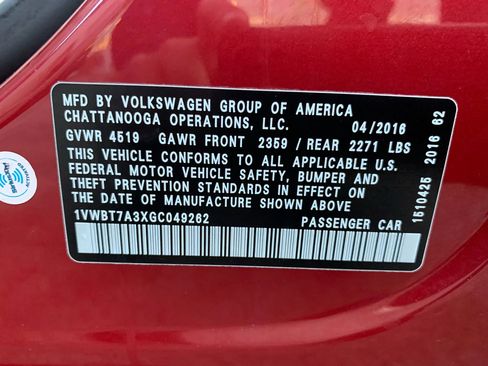 MFD BY VOLKSWAGEN GROUP OF AMERICA
CHATTANOOGA OPERATIONS, LLC. 04/2016
GVWR 4519 GAWR FRONT 2359 / REAR 2271 LBS
THIS VEHICLE CONFORMS TO ALL APPLICABLE U.S.
FEDERAL MOTOR VEHICLE SAFETY, BUMPER AND
THEFT PREVENTION STANDARDS IN EFFECT ON
THE DATE OF MANUFACTURE SHOWN ABOVE
1VWBT7A3XGC049262 PASSENGER CAR
1510425 2016 82